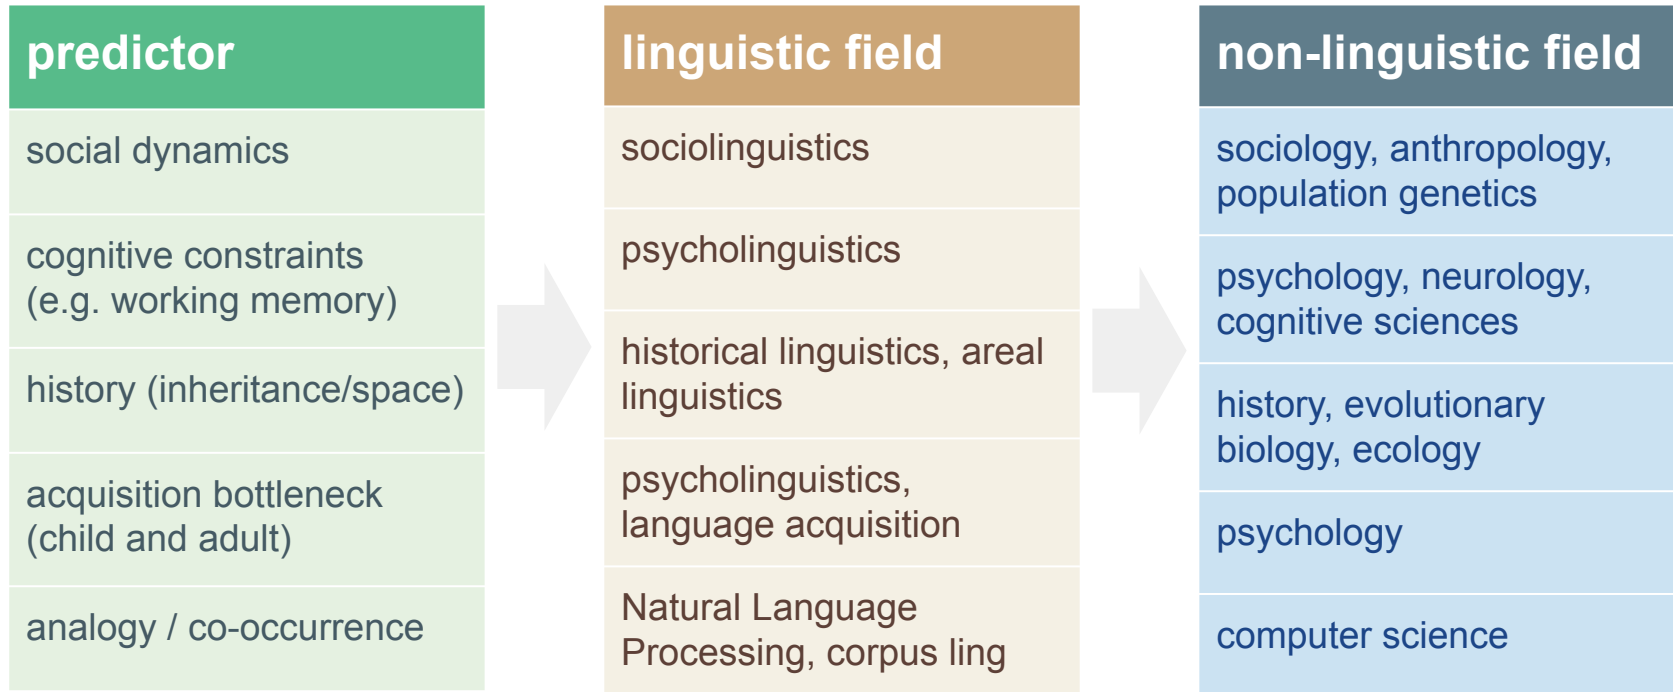 predictor
social dynamics
cognitive constraints
(e.g. working memory)
history (inheritance/space)
acquisition bottleneck
(child and adult)
analogy / co-occurrence
linguistic field
sociolinguistics
psycholinguistics
historical linguistics, areal
linguistics
psycholinguistics,
language acquisition
Natural Language
Processing, corpus ling
non-linguistic field
sociology, anthropology,
population genetics
psychology, neurology,
cognitive sciences
history, evolutionary
biology, ecology
psychology
computer science